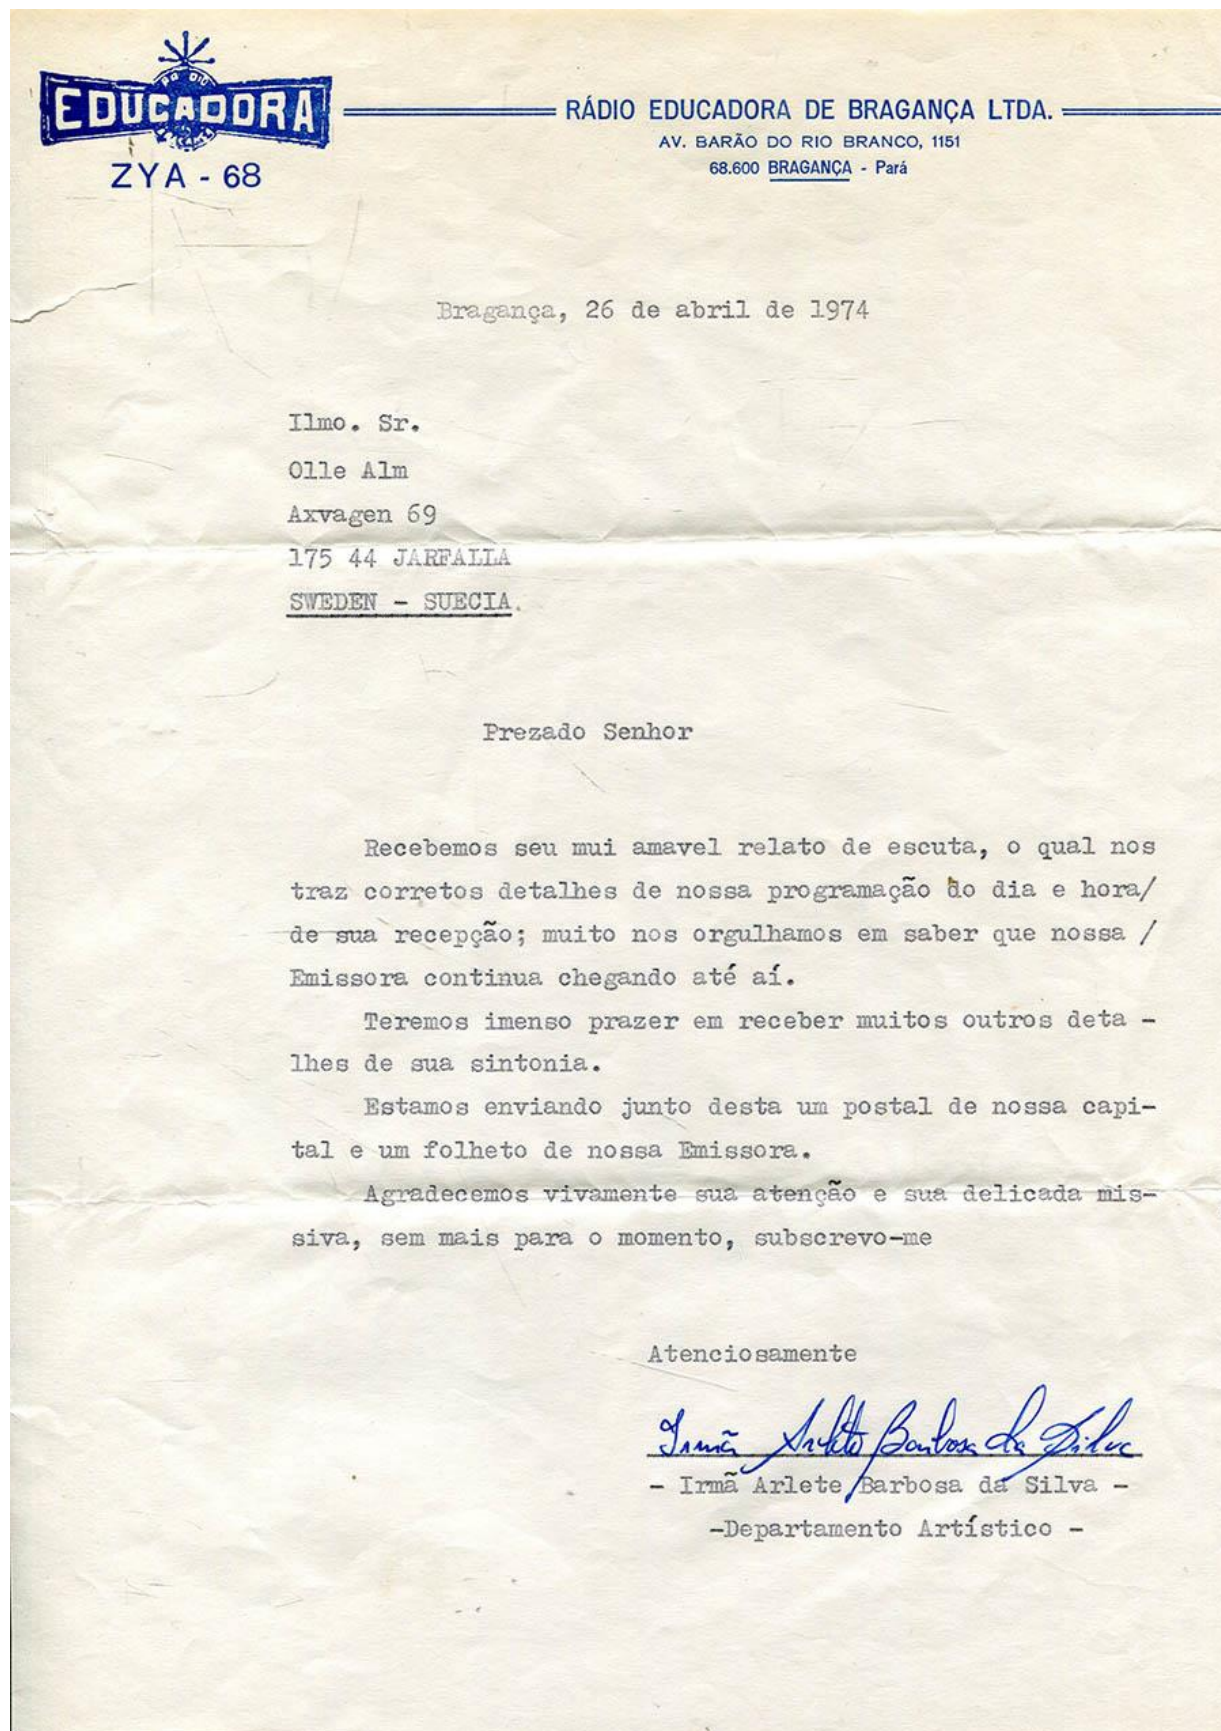 EDUCADORA
ZYA - 68
RÁDIO EDUCADORA DE BRAGANÇA LTDA.
AV. BARÃO DO RIO BRANCO, 1151
68.600 BRAGANÇA - Pará
Bragança, 26 de abril de 1974
Ilmo. Sr.
Olle Alm
Axvagen 69
175 44 JARFALLA
SWEDEN - SUECIA.
Prezado Senhor
Recebemos seu mui amavel relato de escuta, o qual nos
traz corretos detalhes de nossa programação do dia e hora/
de sua recepção; muito nos orgulhamos em saber que nossa /
Emissora continua chegando até aí.
Teremos imenso prazer em receber muitos outros deta -
lhes de sua sintonia.
Estamos enviando junto desta um postal de nossa capi-
tal e um folheto de nossa Emissora.
Agradecemos vivamente sua atenção e sua delicada mis-
siva, sem mais para o momento, subscrevo-me
Atenciosamente
Irmã Arlete Barbosa da Silva
- Irmã Arlete Barbosa da Silva -
-Departamento Artístico -